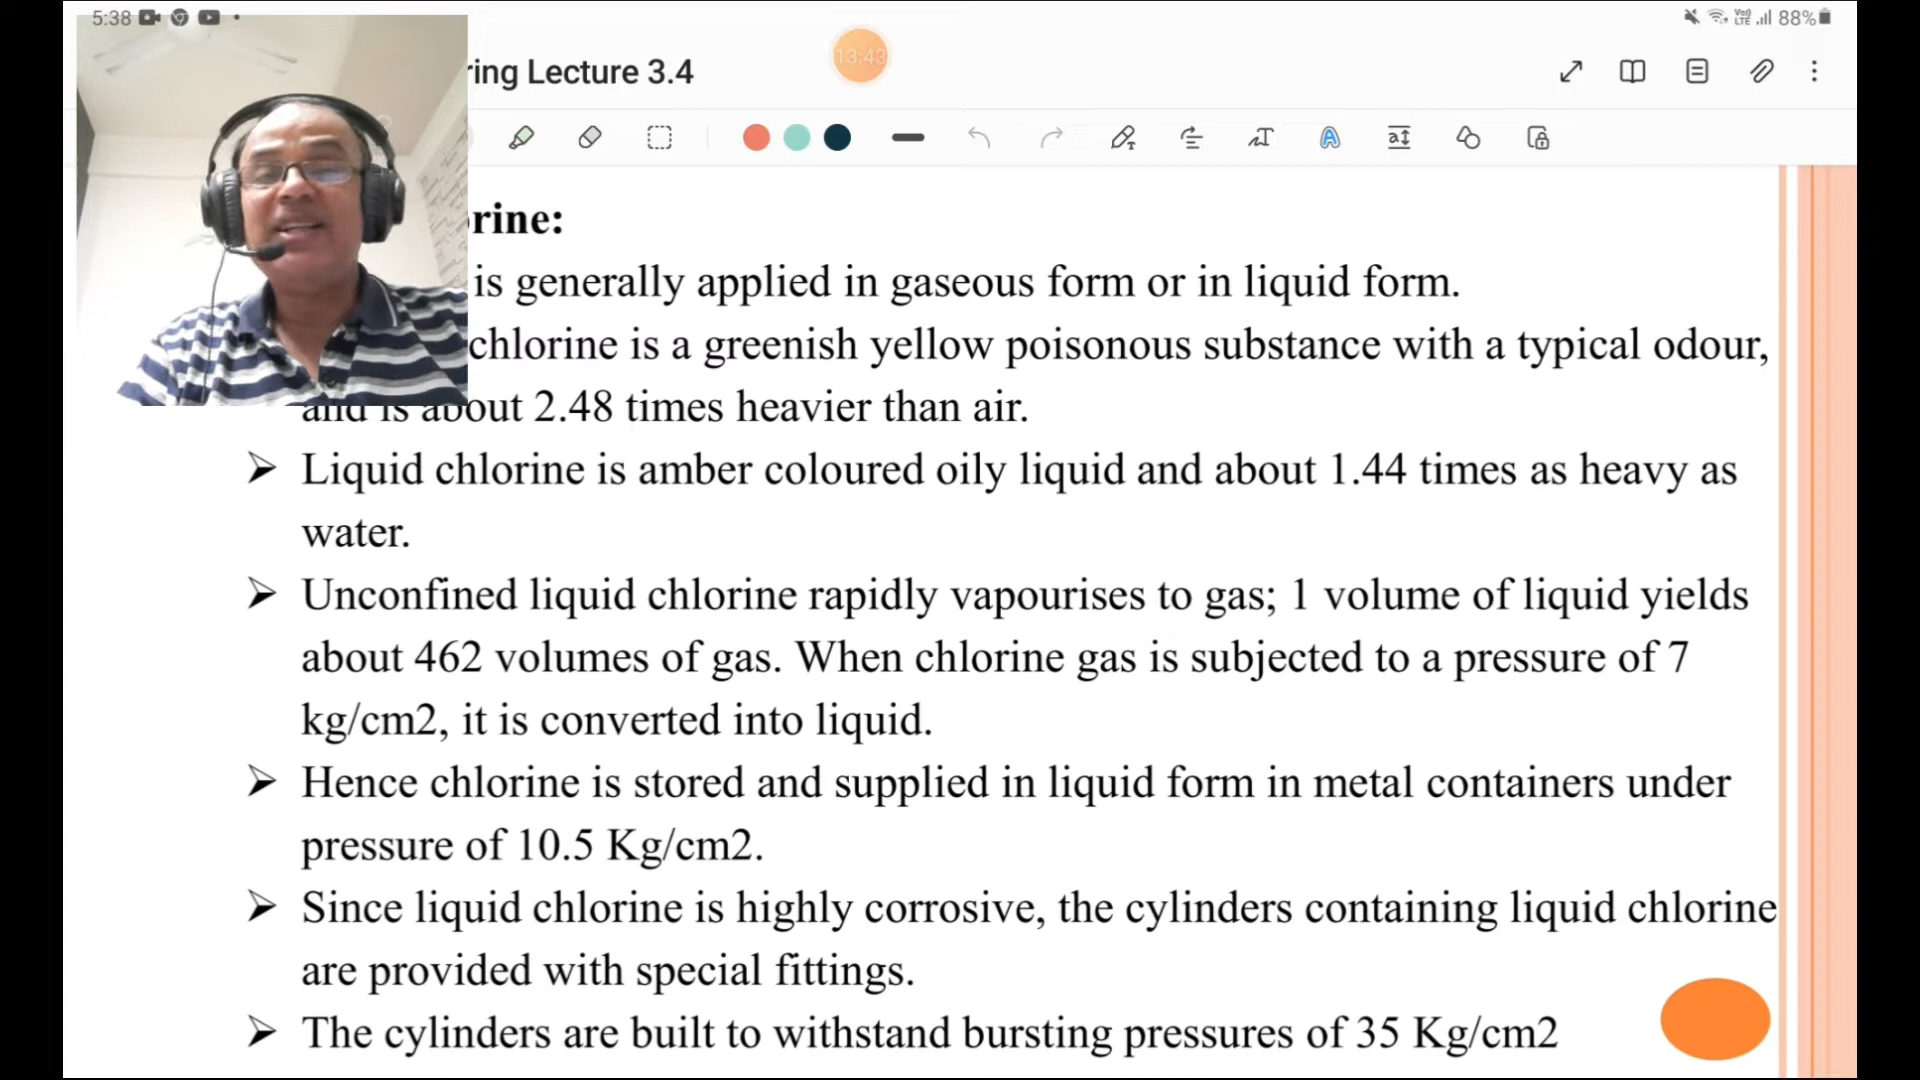 5:38
88%
ring Lecture 3.4
13:43
rine:
is generally applied in gaseous form or in liquid form.
chlorine is a greenish yellow poisonous substance with a typical odour,
and is about 2.48 times heavier than air.
➢ Liquid chlorine is amber coloured oily liquid and about 1.44 times as heavy as
water.
➢ Unconfined liquid chlorine rapidly vapourises to gas; 1 volume of liquid yields
about 462 volumes of gas. When chlorine gas is subjected to a pressure of 7
kg/cm2, it is converted into liquid.
➢ Hence chlorine is stored and supplied in liquid form in metal containers under
pressure of 10.5 Kg/cm2.
➢ Since liquid chlorine is highly corrosive, the cylinders containing liquid chlorine
are provided with special fittings.
➢ The cylinders are built to withstand bursting pressures of 35 Kg/cm2